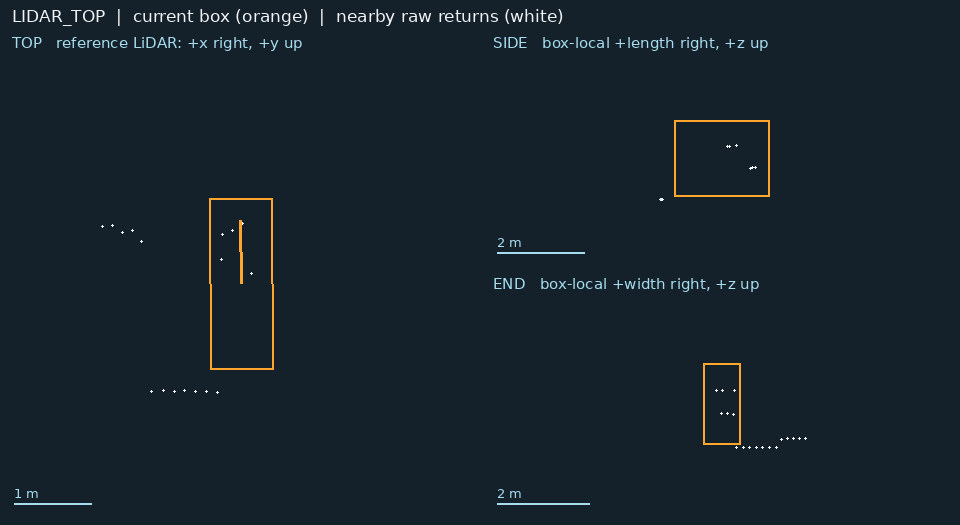 LIDAR_TOP | current box (orange) | nearby raw returns (white)
TOP reference LiDAR: +x right, +y up
SIDE box-local +length right, +z up
2 m
END box-local +width right, +z up
1 m
2 m